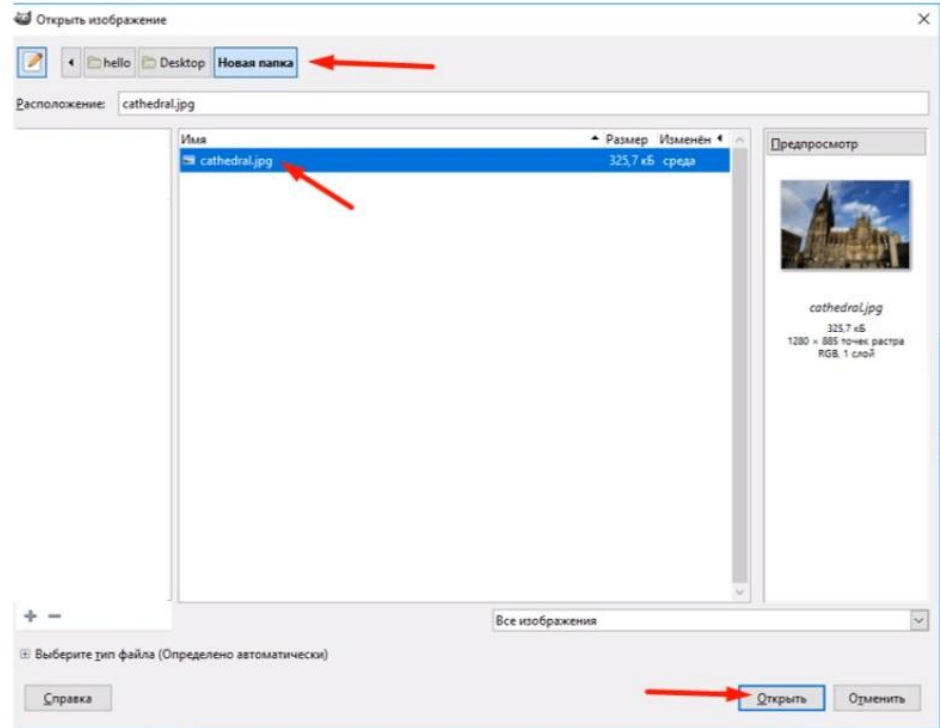 Открыть изображение
hello Desktop Новая папка
Расположение: cathedral.jpg
Имя Размер Изменён
cathedral.jpg 325,7 кБ среда
Предпросмотр
cathedral.jpg
325,7 кБ
1280 × 885 точек растра
RGB, 1 слой
Все изображения
Выберите тип файла (Определено автоматически)
Справка Открыть Отменить